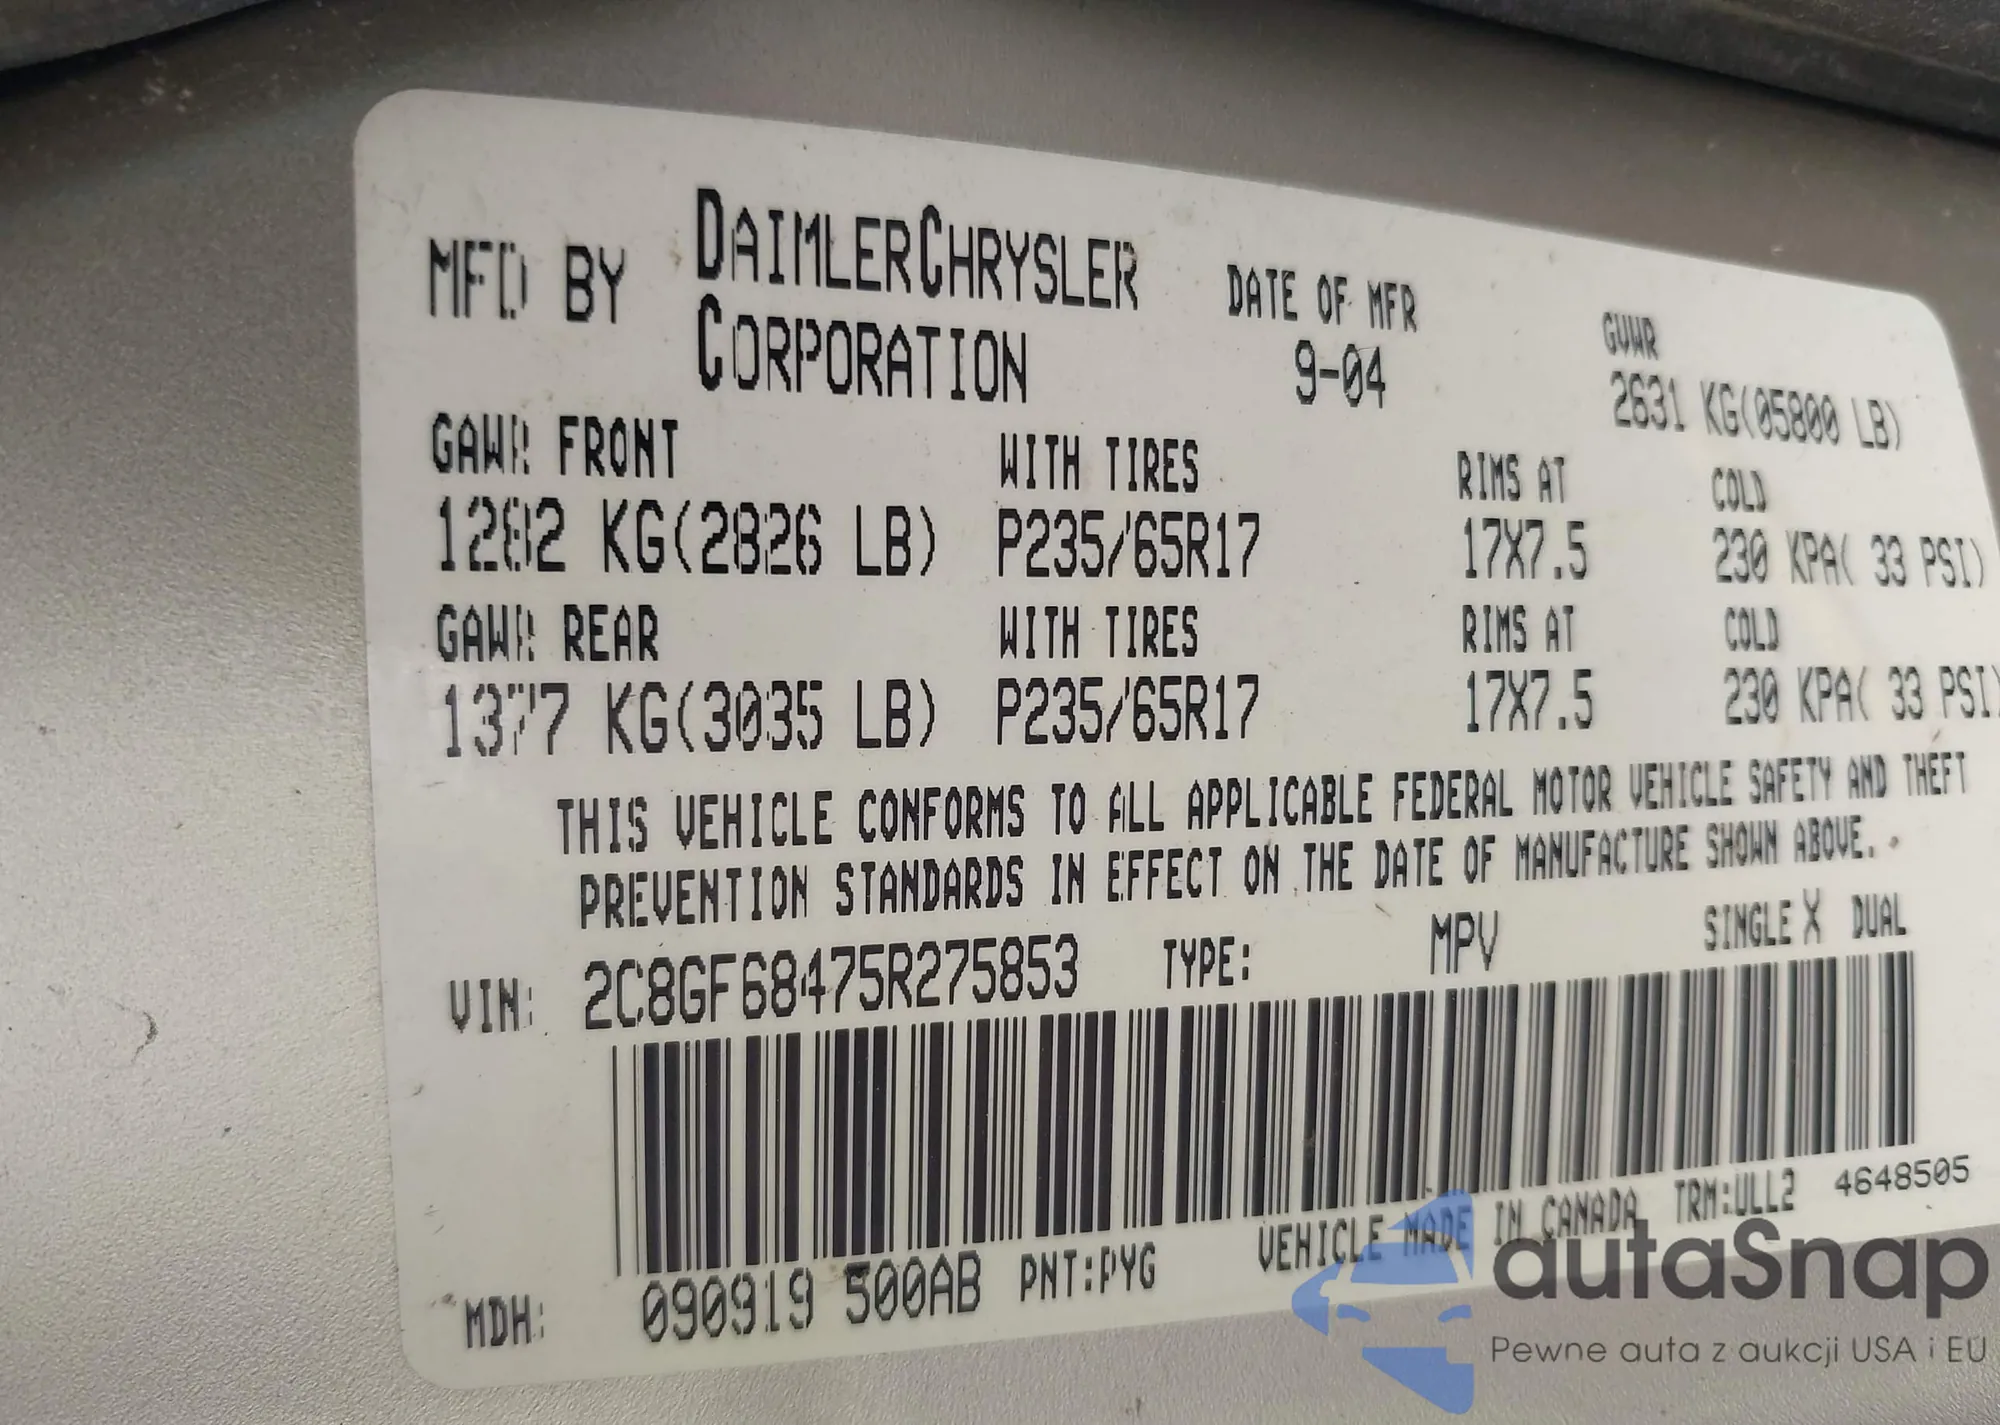 MFD BY DAIMLERCHRYSLER CORPORATION DATE OF MFR 9-04 GVWR 2631 KG(05800 LB)
GAWR FRONT WITH TIRES RIMS AT COLD
1282 KG(2826 LB) P235/65R17 17X7.5 230 KPA( 33 PSI)
GAWR REAR WITH TIRES RIMS AT COLD
1377 KG(3035 LB) P235/65R17 17X7.5 230 KPA( 33 PSI)
THIS VEHICLE CONFORMS TO ALL APPLICABLE FEDERAL MOTOR VEHICLE SAFETY AND THEFT
PREVENTION STANDARDS IN EFFECT ON THE DATE OF MANUFACTURE SHOWN ABOVE.
VIN: 2C8GF68475R275853 TYPE: MPV SINGLE X DUAL
MDH: 090919 500AB PNT:PYG VEHICLE MADE IN CANADA TRM:ULL2 4648505
autaSnap
Pewne auta z aukcji USA i EU